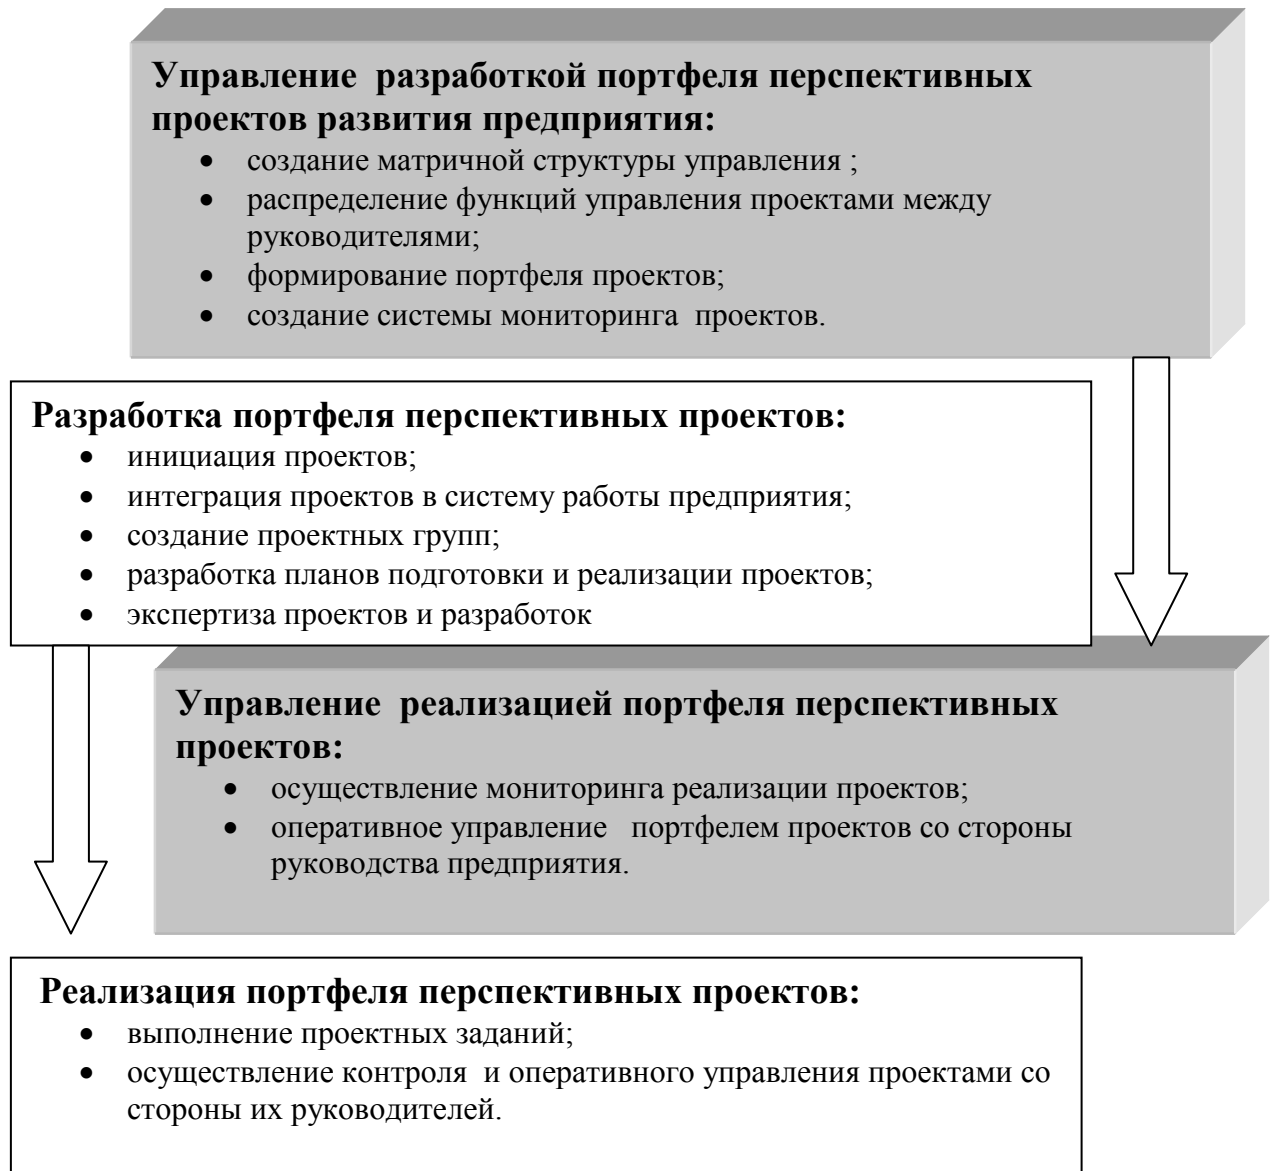 Управление разработкой портфеля перспективных
проектов развития предприятия:
• создание матричной структуры управления ;
• распределение функций управления проектами между
руководителями;
• формирование портфеля проектов;
• создание системы мониторинга проектов.
Разработка портфеля перспективных проектов:
• инициация проектов;
• интеграция проектов в систему работы предприятия;
• создание проектных групп;
• разработка планов подготовки и реализации проектов;
• экспертиза проектов и разработок
Управление реализацией портфеля перспективных
проектов:
• осуществление мониторинга реализации проектов;
• оперативное управление портфелем проектов со стороны
руководства предприятия.
Реализация портфеля перспективных проектов:
• выполнение проектных заданий;
• осуществление контроля и оперативного управления проектами со
стороны их руководителей.